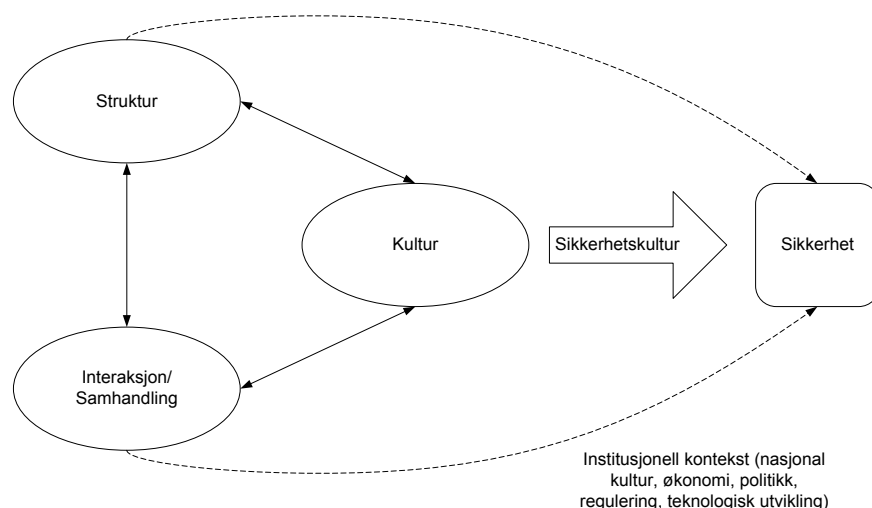 Struktur
Kultur
Sikkerhetskultur
Sikkerhet
Interaksjon/
Samhandling
Institusjonell kontekst (nasjonal
kultur, økonomi, politikk,
regulering, teknologisk utvikling)